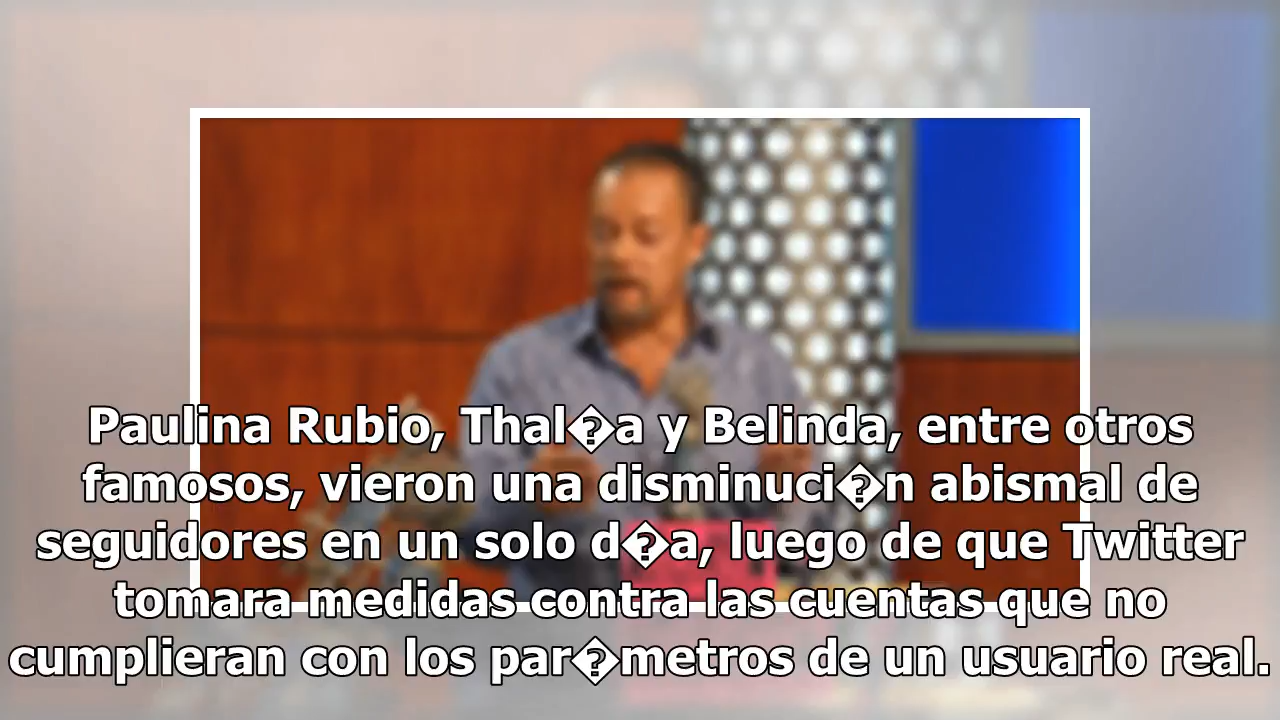 Paulina Rubio, Thal�a y Belinda, entre otros
famosos, vieron una disminuci�n abismal de
seguidores en un solo d�a, luego de que Twitter
tomara medidas contra las cuentas que no
cumplieran con los par�metros de un usuario real.